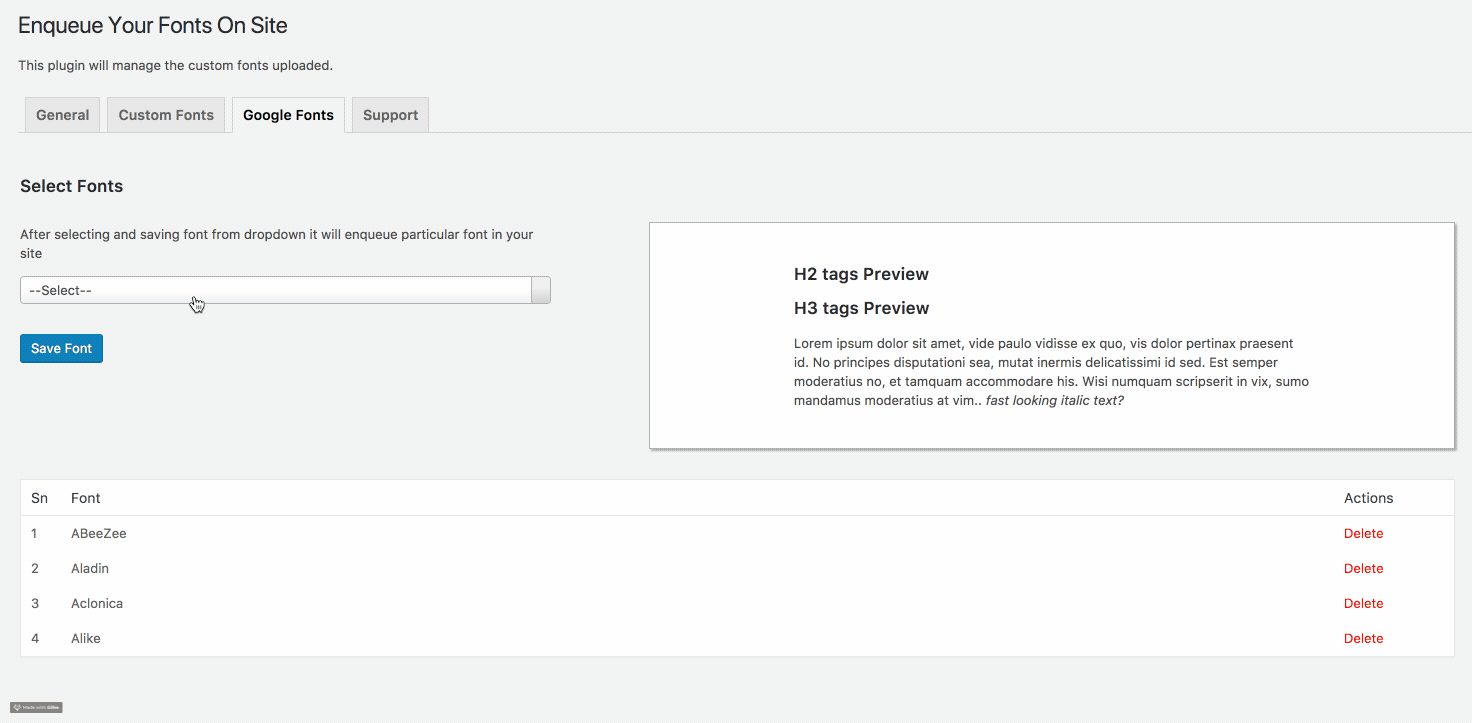 Enqueue Your Fonts On Site
This plugin will manage the custom fonts uploaded.
General Custom Fonts Google Fonts Support
Select Fonts
After selecting and saving font from dropdown it will enqueue particular font in your
site
--Select--
Save Font
H2 tags Preview
H3 tags Preview
Lorem ipsum dolor sit amet, vide paulo vidisse ex quo, vis dolor pertinax praesent
id. No principes disputationi sea, mutat inermis delicatissimi id sed. Est semper
moderatius no, et tamquam accommodare his. Wisi numquam scripserit in vix, sumo
mandamus moderatius at vim.. fast looking italic text?
Sn Font Actions
1 ABeeZee Delete
2 Aladin Delete
3 Aclonica Delete
4 Alike Delete
Made with